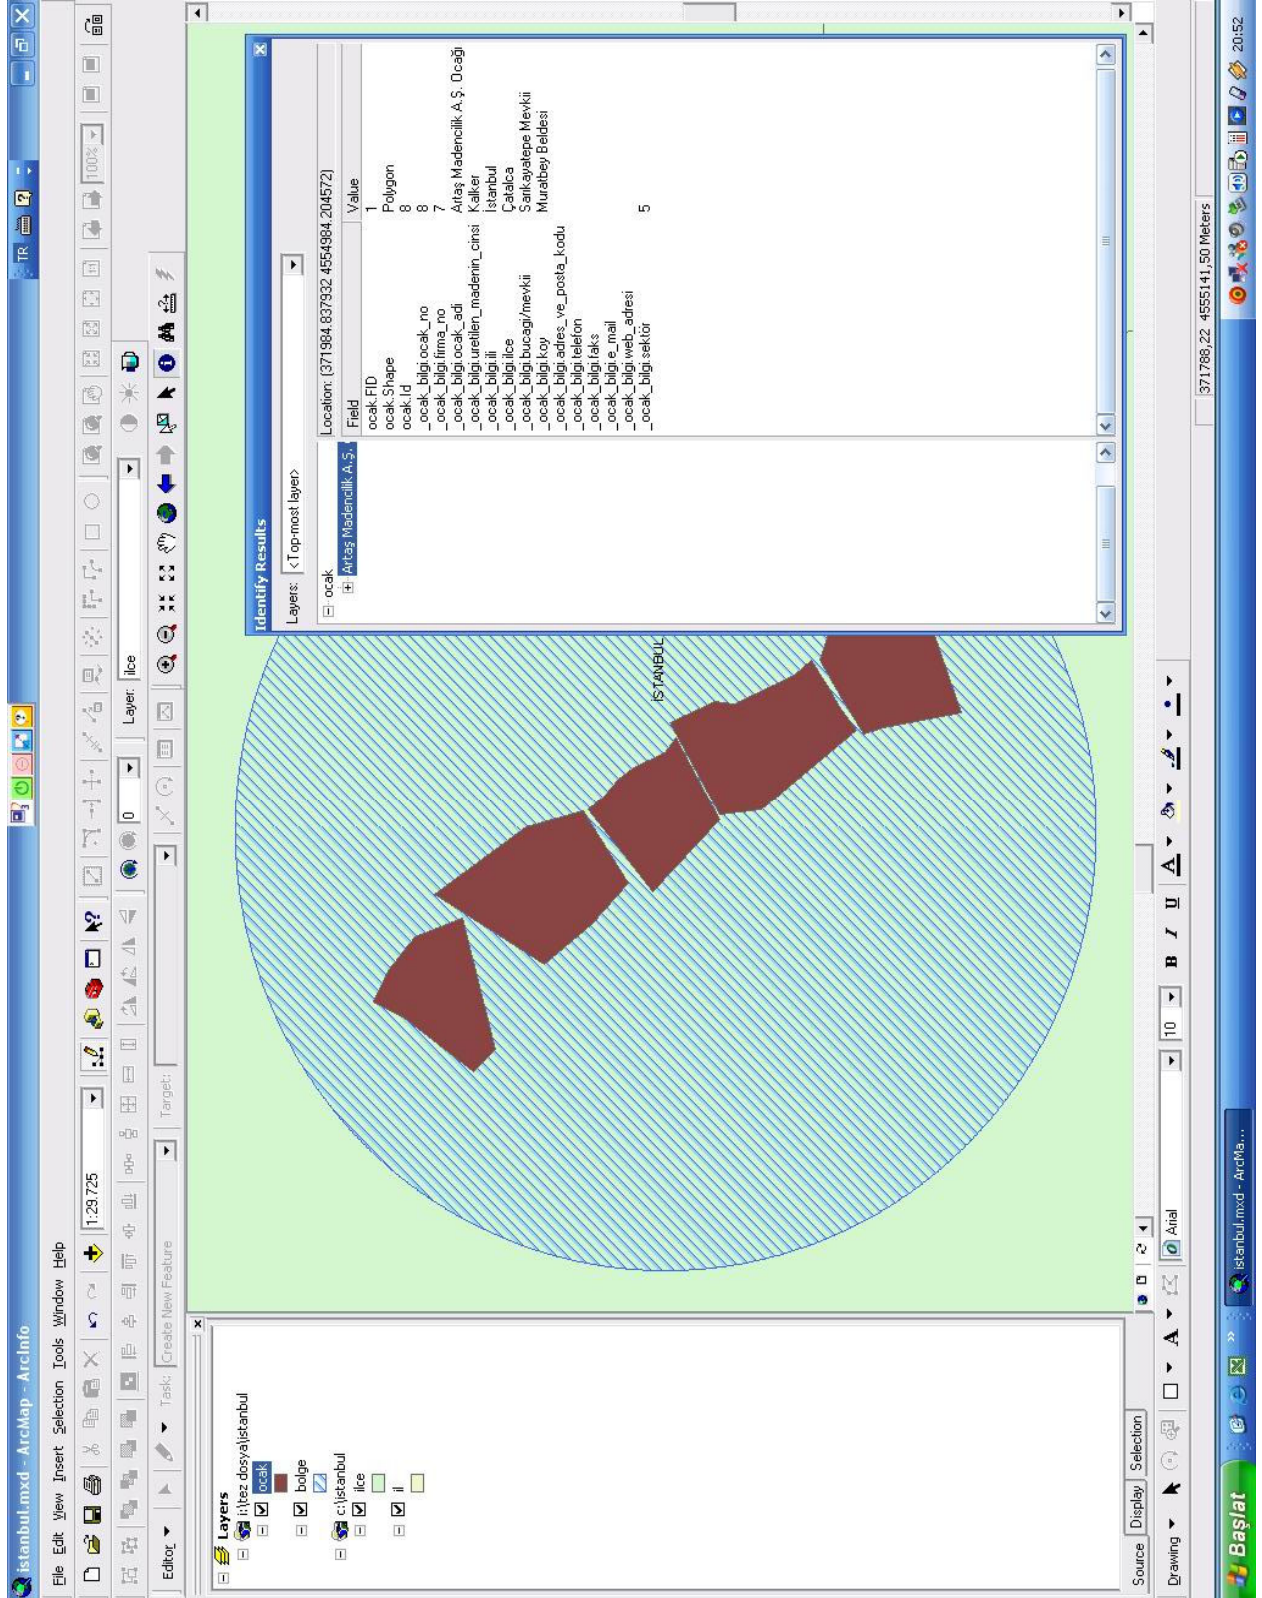 istanbul.mxd - ArcMap - ArcInfo
TR
File Edit View Insert Selection Tools Window Help
1:29.725
100%
Layer: ilce
0
Editor Task: Create New Feature Target:
Layers
i:\tez dosya\istanbul
ocak
bolge
c:\istanbul
ilce
il
İSTANBUL
Identify Results
Layers: <Top-most layer>
ocak
Artaş Madencilik A.Ş.
Location: (371984.837932 4554984.204572)
Field Value
ocak.FID 1
ocak.Shape Polygon
ocak.Id 8
_ocak_bilgi.ocak_no 8
_ocak_bilgi.firma_no 7
_ocak_bilgi.ocak_adi Artaş Madencilik A.Ş. Ocaği
_ocak_bilgi.uretilen_madenin_cinsi Kalker
_ocak_bilgi.ili İstanbul
_ocak_bilgi.ilce Çatalca
_ocak_bilgi.bucagi/mevkii Sarıkayatepe Mevkii
_ocak_bilgi.koy Muratbey Beldesi
_ocak_bilgi.adres_ve_posta_kodu
_ocak_bilgi.telefon
_ocak_bilgi.faks
_ocak_bilgi.e_mail
_ocak_bilgi.web_adresi
_ocak_bilgi.sektör 5
Source Display Selection
Drawing A Arial 10 B I U A
371788,22 4555141,50 Meters
Başlat istanbul.mxd - ArcMa... 20:52